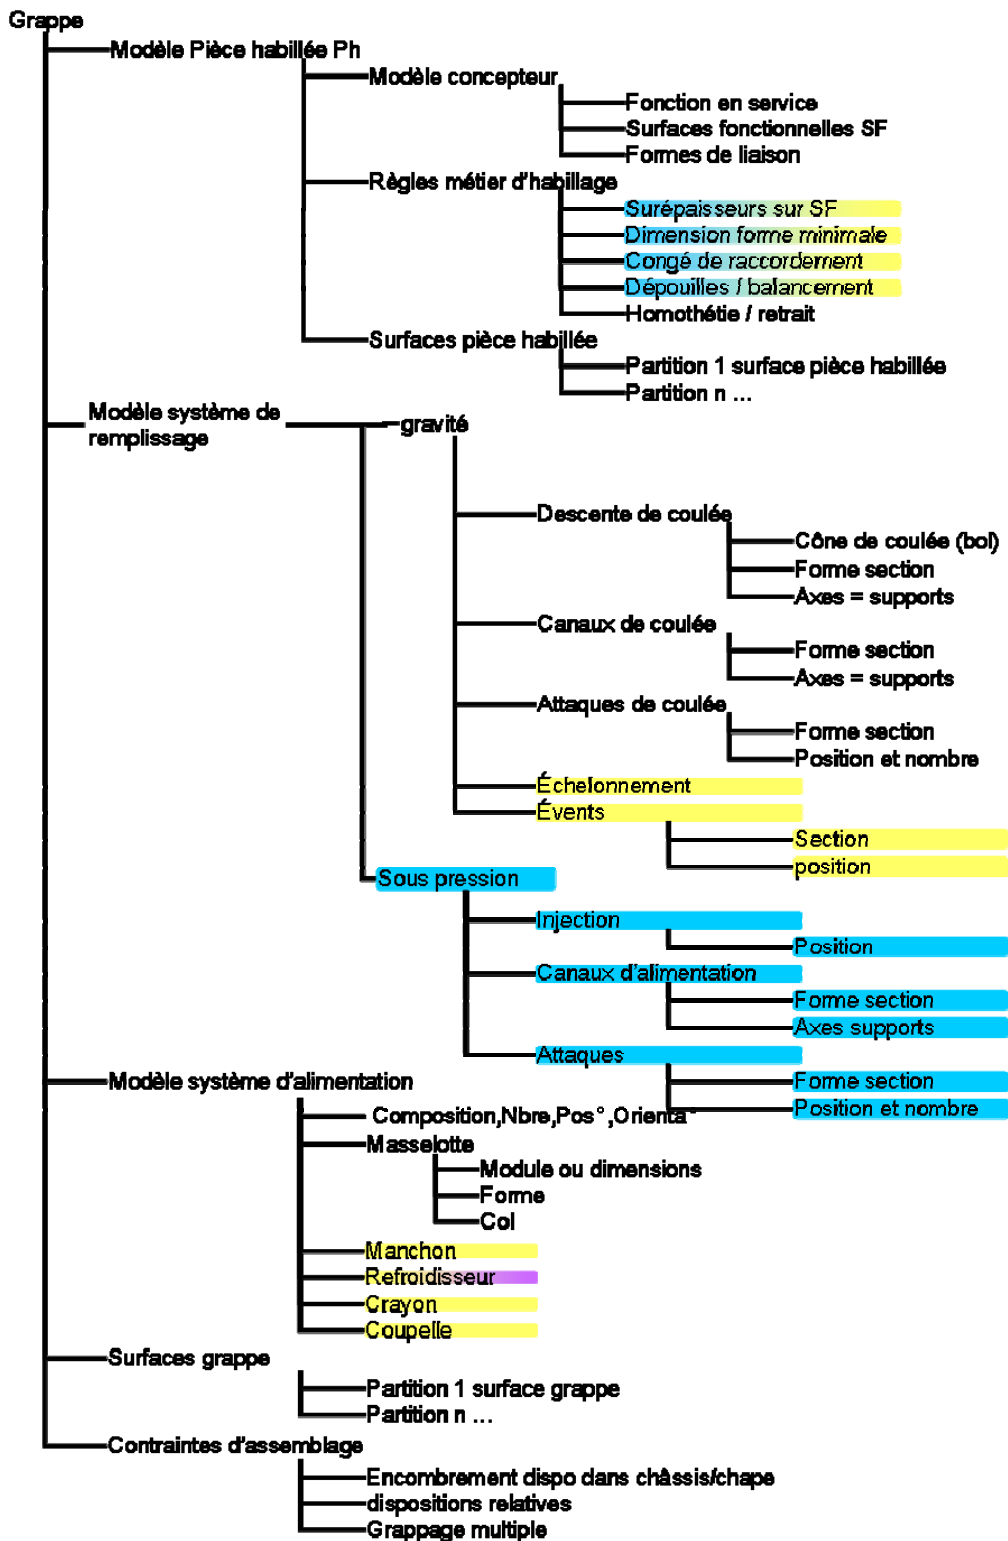 Grappe
Modèle Pièce habillée Ph
Modèle concepteur
Fonction en service
Surfaces fonctionnelles SF
Formes de liaison
Règles métier d'habillage
Surépaisseurs sur SF
Dimension forme minimale
Congé de raccordement
Dépouilles / balancement
Homothétie / retrait
Surfaces pièce habillée
Partition 1 surface pièce habillée
Partition n ...
Modèle système de
remplissage
gravité
Descente de coulée
Cône de coulée (bol)
Forme section
Axes = supports
Canaux de coulée
Forme section
Axes = supports
Attaques de coulée
Forme section
Position et nombre
Échelonnement
Évents
Section
position
Sous pression
Injection
Position
Canaux d'alimentation
Forme section
Axes supports
Attaques
Forme section
Position et nombre
Modèle système d'alimentation
Composition,Nbre,Pos°,Orienta°
Masselotte
Module ou dimensions
Forme
Col
Manchon
Refroidisseur
Crayon
Coupelle
Surfaces grappe
Partition 1 surface grappe
Partition n ...
Contraintes d'assemblage
Encombrement dispo dans châssis/chape
dispositions relatives
Grappage multiple